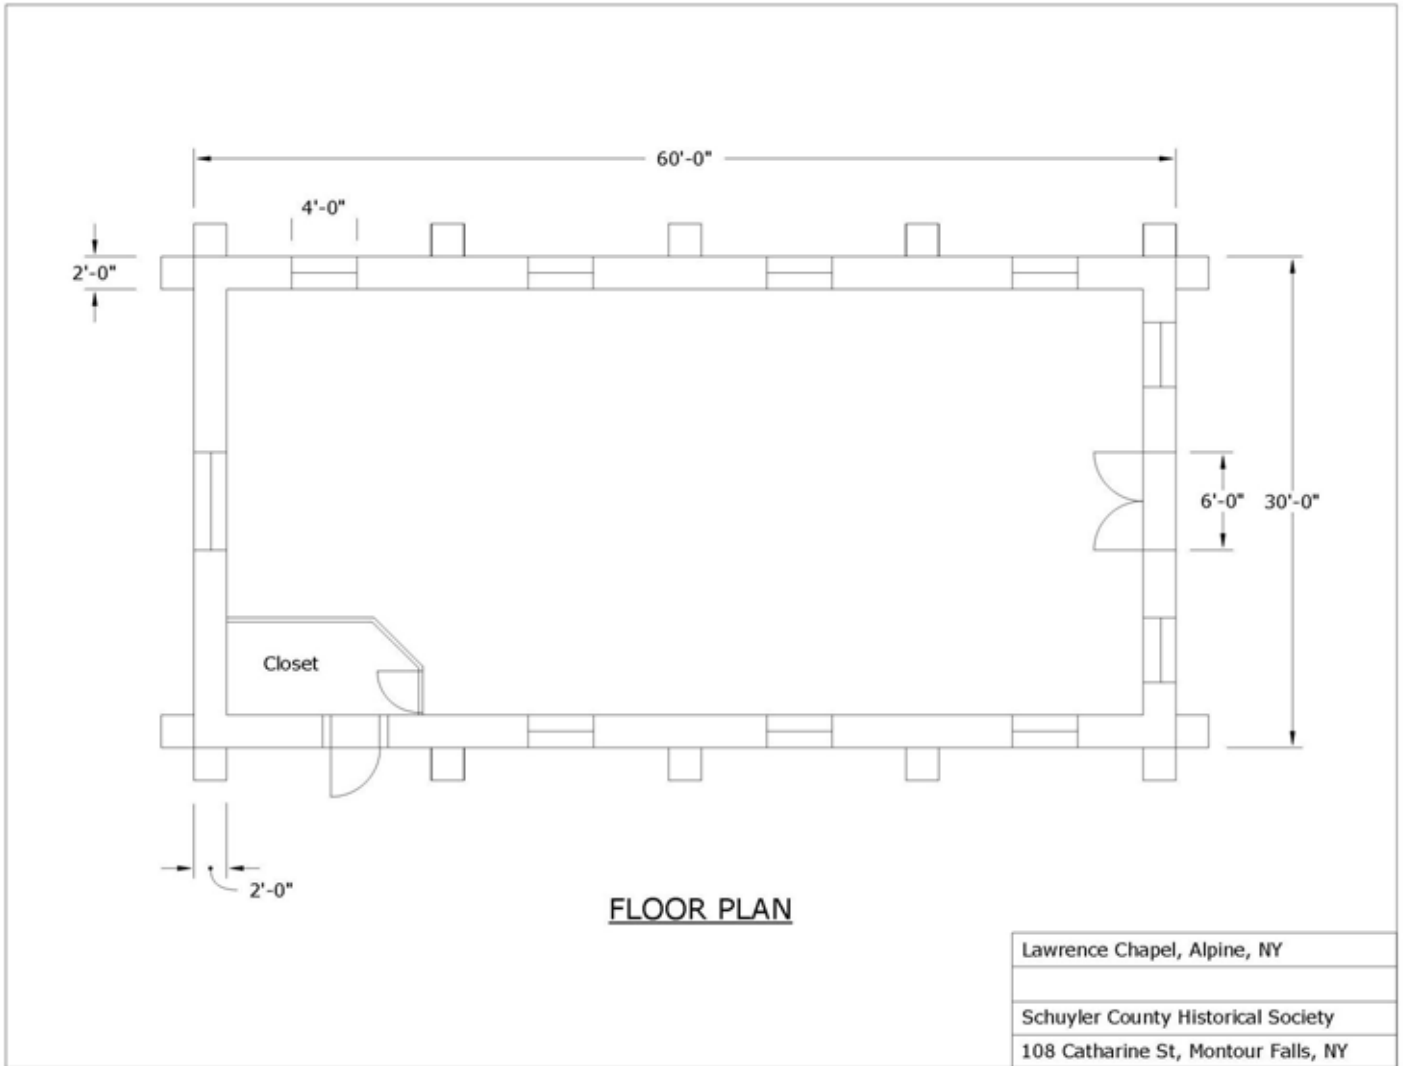 60'-0"
4'-0"
2'-0"
6'-0"
30'-0"
Closet
2'-0"
FLOOR PLAN
Lawrence Chapel, Alpine, NY
Schuyler County Historical Society
108 Catharine St, Montour Falls, NY